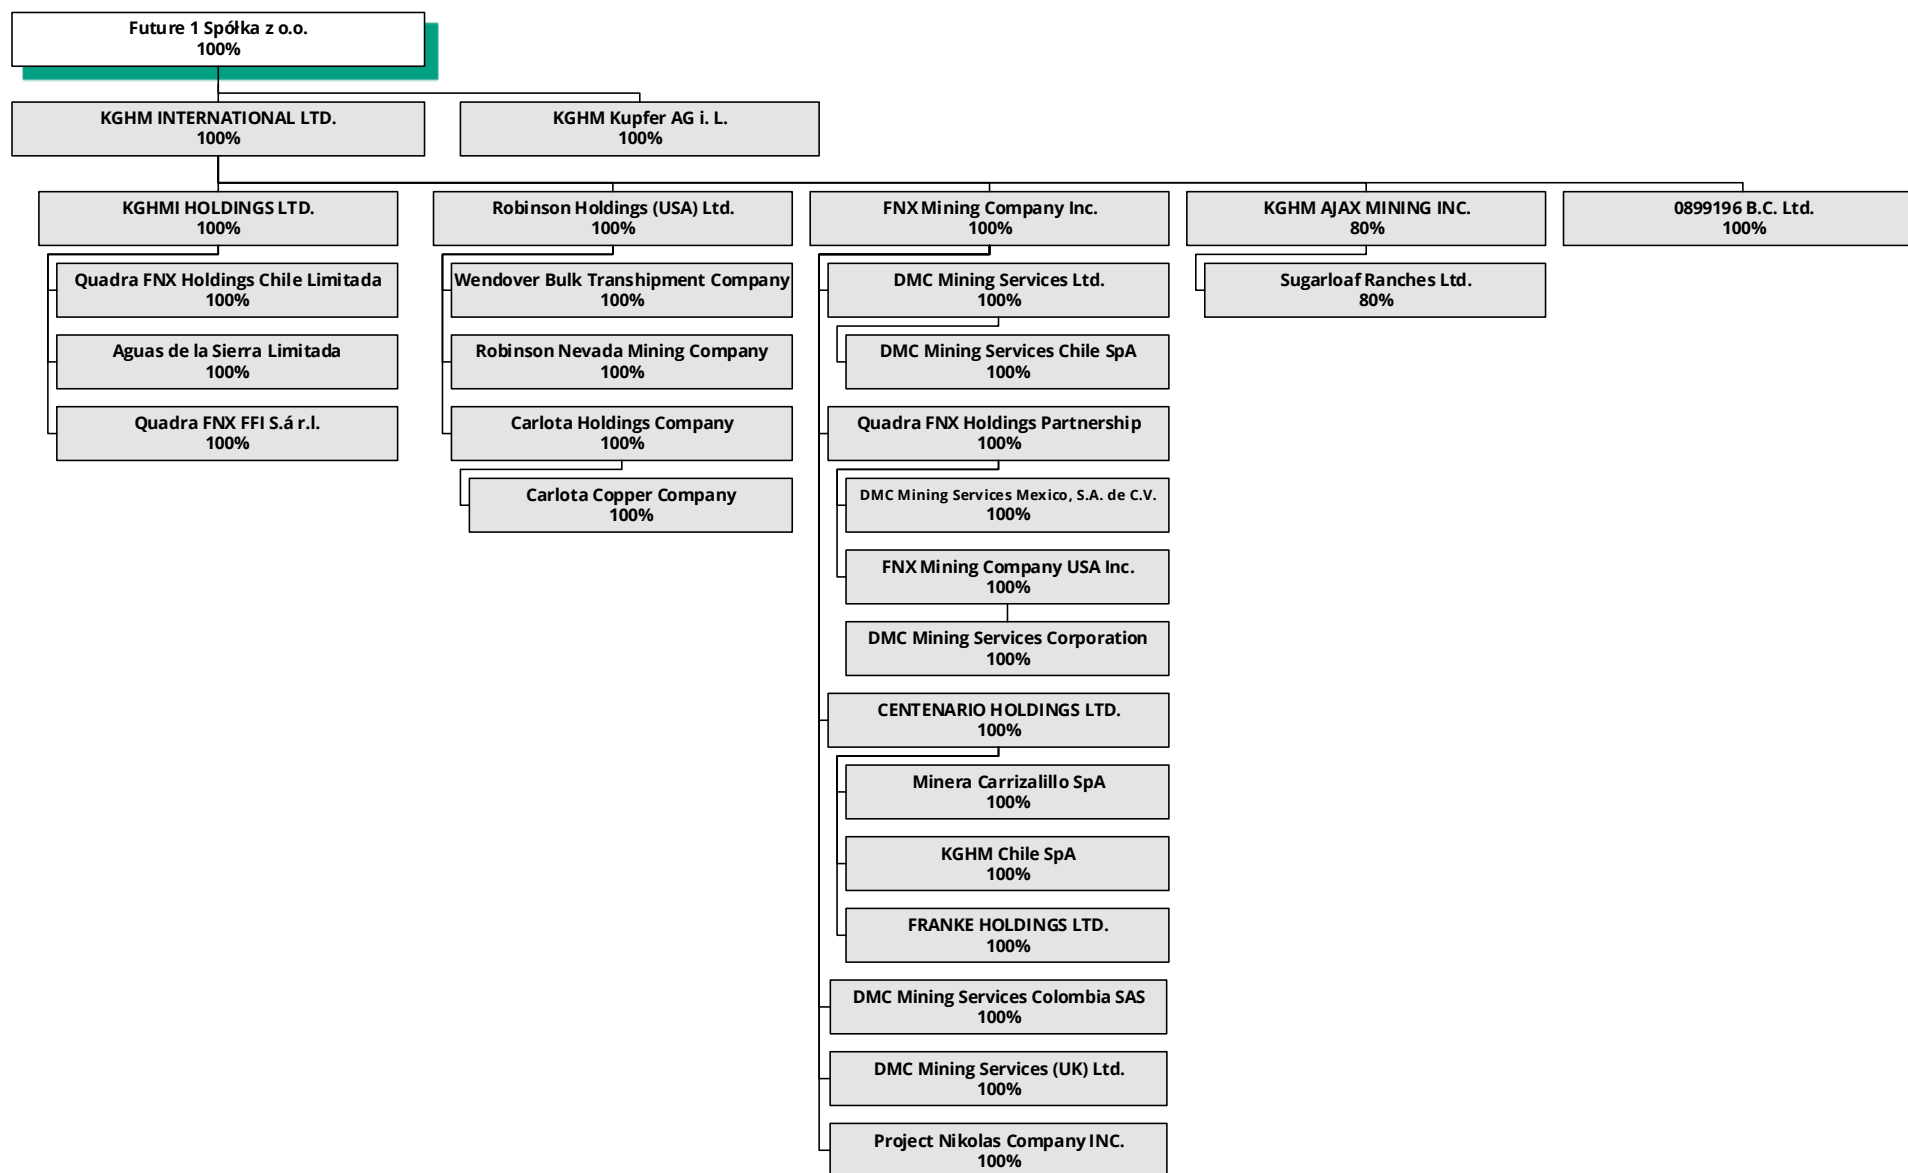 Future 1 Spółka z o.o.
100%
KGHM INTERNATIONAL LTD.
100%
KGHM Kupfer AG i. L.
100%
KGHMI HOLDINGS LTD.
100%
Robinson Holdings (USA) Ltd.
100%
FNX Mining Company Inc.
100%
KGHM AJAX MINING INC.
80%
0899196 B.C. Ltd.
100%
Quadra FNX Holdings Chile Limitada
100%
Aguas de la Sierra Limitada
100%
Quadra FNX FFI S.á r.l.
100%
Wendover Bulk Transhipment Company
100%
Robinson Nevada Mining Company
100%
Carlota Holdings Company
100%
Carlota Copper Company
100%
DMC Mining Services Ltd.
100%
DMC Mining Services Chile SpA
100%
Quadra FNX Holdings Partnership
100%
DMC Mining Services Mexico, S.A. de C.V.
100%
FNX Mining Company USA Inc.
100%
DMC Mining Services Corporation
100%
CENTENARIO HOLDINGS LTD.
100%
Minera Carrizalillo SpA
100%
KGHM Chile SpA
100%
FRANKE HOLDINGS LTD.
100%
DMC Mining Services Colombia SAS
100%
DMC Mining Services (UK) Ltd.
100%
Project Nikolas Company INC.
100%
Sugarloaf Ranches Ltd.
80%